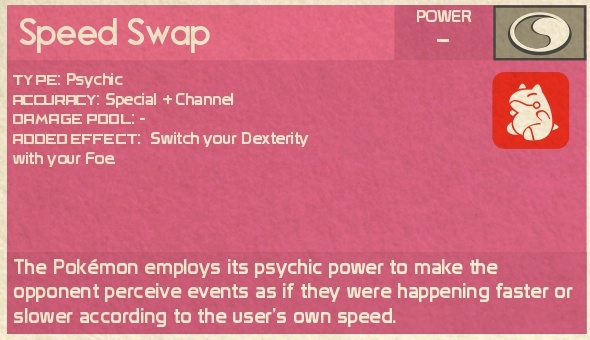 Speed Swap
POWER
–
TYPE: Psychic
ACCURACY: Special + Channel
DAMAGE POOL: -
ADDED EFFECT: Switch your Dexterity
with your Foe
The Pokémon employs its psychic power to make the
opponent perceive events as if they were happening faster or
slower according to the user's own speed.